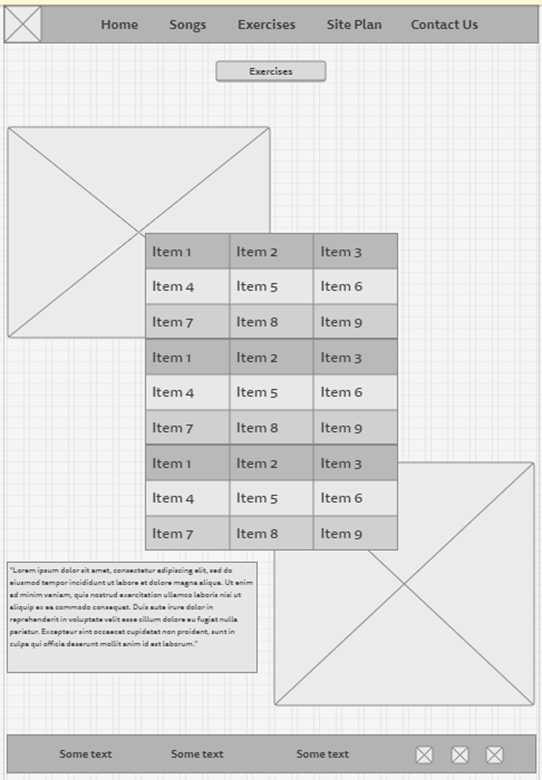 Home Songs Exercises Site Plan Contact Us
Exercises
Item 1 Item 2 Item 3
Item 4 Item 5 Item 6
Item 7 Item 8 Item 9
Item 1 Item 2 Item 3
Item 4 Item 5 Item 6
Item 7 Item 8 Item 9
Item 1 Item 2 Item 3
Item 4 Item 5 Item 6
Item 7 Item 8 Item 9
"Lorem ipsum dolor sit amet, consectetur adipiscing elit, sed do
eiusmod tempor incididunt ut labore et dolore magna aliqua. Ut enim
ad minim veniam, quis nostrud exercitation ullamco laboris nisi ut
aliquip ex ea commodo consequat. Duis aute irure dolor in
reprehenderit in voluptate velit esse cillum dolore eu fugiat nulla
pariatur. Excepteur sint occaecat cupidatat non proident, sunt in
culpa qui officia deserunt mollit anim id est laborum."
Some text Some text Some text